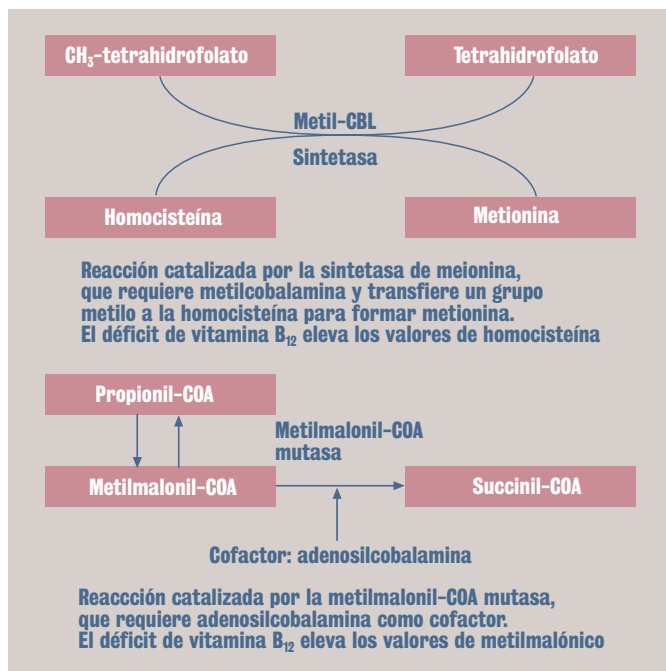 CH₃-tetrahidrofolato
Tetrahidrofolato
Metil-CBL
Sintetasa
Homocisteína
Metionina
Reacción catalizada por la sintetasa de meionina,
que requiere metilcobalamina y transfiere un grupo
metilo a la homocisteína para formar metionina.
El déficit de vitamina B₁₂ eleva los valores de homocisteína
Propionil-COA
Metilmalonil-COA
mutasa
Metilmalonil-COA
Succinil-COA
Cofactor: adenosilcobalamina
Reaccción catalizada por la metilmalonil-COA mutasa,
que requiere adenosilcobalamina como cofactor.
El déficit de vitamina B₁₂ eleva los valores de metilmalónico